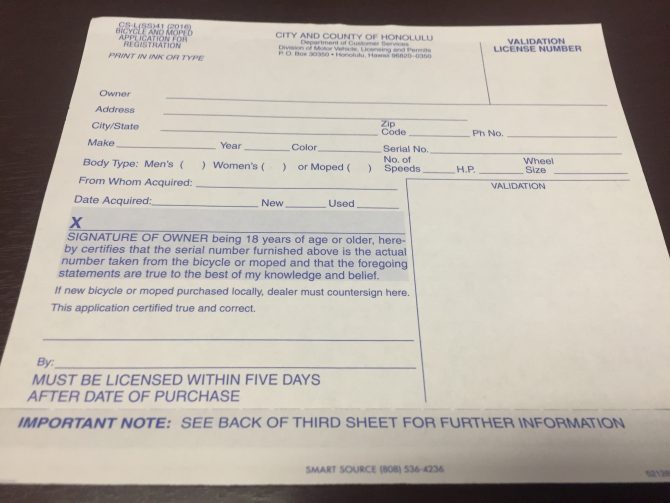 CS-L(SS)41 (2016)
BICYCLE AND MOPED
APPLICATION FOR
REGISTRATION
PRINT IN INK OR TYPE
CITY AND COUNTY OF HONOLULU
Department of Customer Services
Division of Motor Vehicle, Licensing and Permits
P. O. Box 30350 • Honolulu, Hawaii 96820-0350
VALIDATION
LICENSE NUMBER
Owner
Address
City/State Zip Code Ph No.
Make Year Color Serial No.
Body Type: Men's ( ) Women's ( ) or Moped ( ) No. of Speeds H.P. Wheel Size
From Whom Acquired:
VALIDATION
Date Acquired: New Used
X
SIGNATURE OF OWNER being 18 years of age or older, here-
by certifies that the serial number furnished above is the actual
number taken from the bicycle or moped and that the foregoing
statements are true to the best of my knowledge and belief.
If new bicycle or moped purchased locally, dealer must countersign here.
This application certified true and correct.
By:
MUST BE LICENSED WITHIN FIVE DAYS
AFTER DATE OF PURCHASE
IMPORTANT NOTE: SEE BACK OF THIRD SHEET FOR FURTHER INFORMATION
SMART SOURCE (808) 536-4236